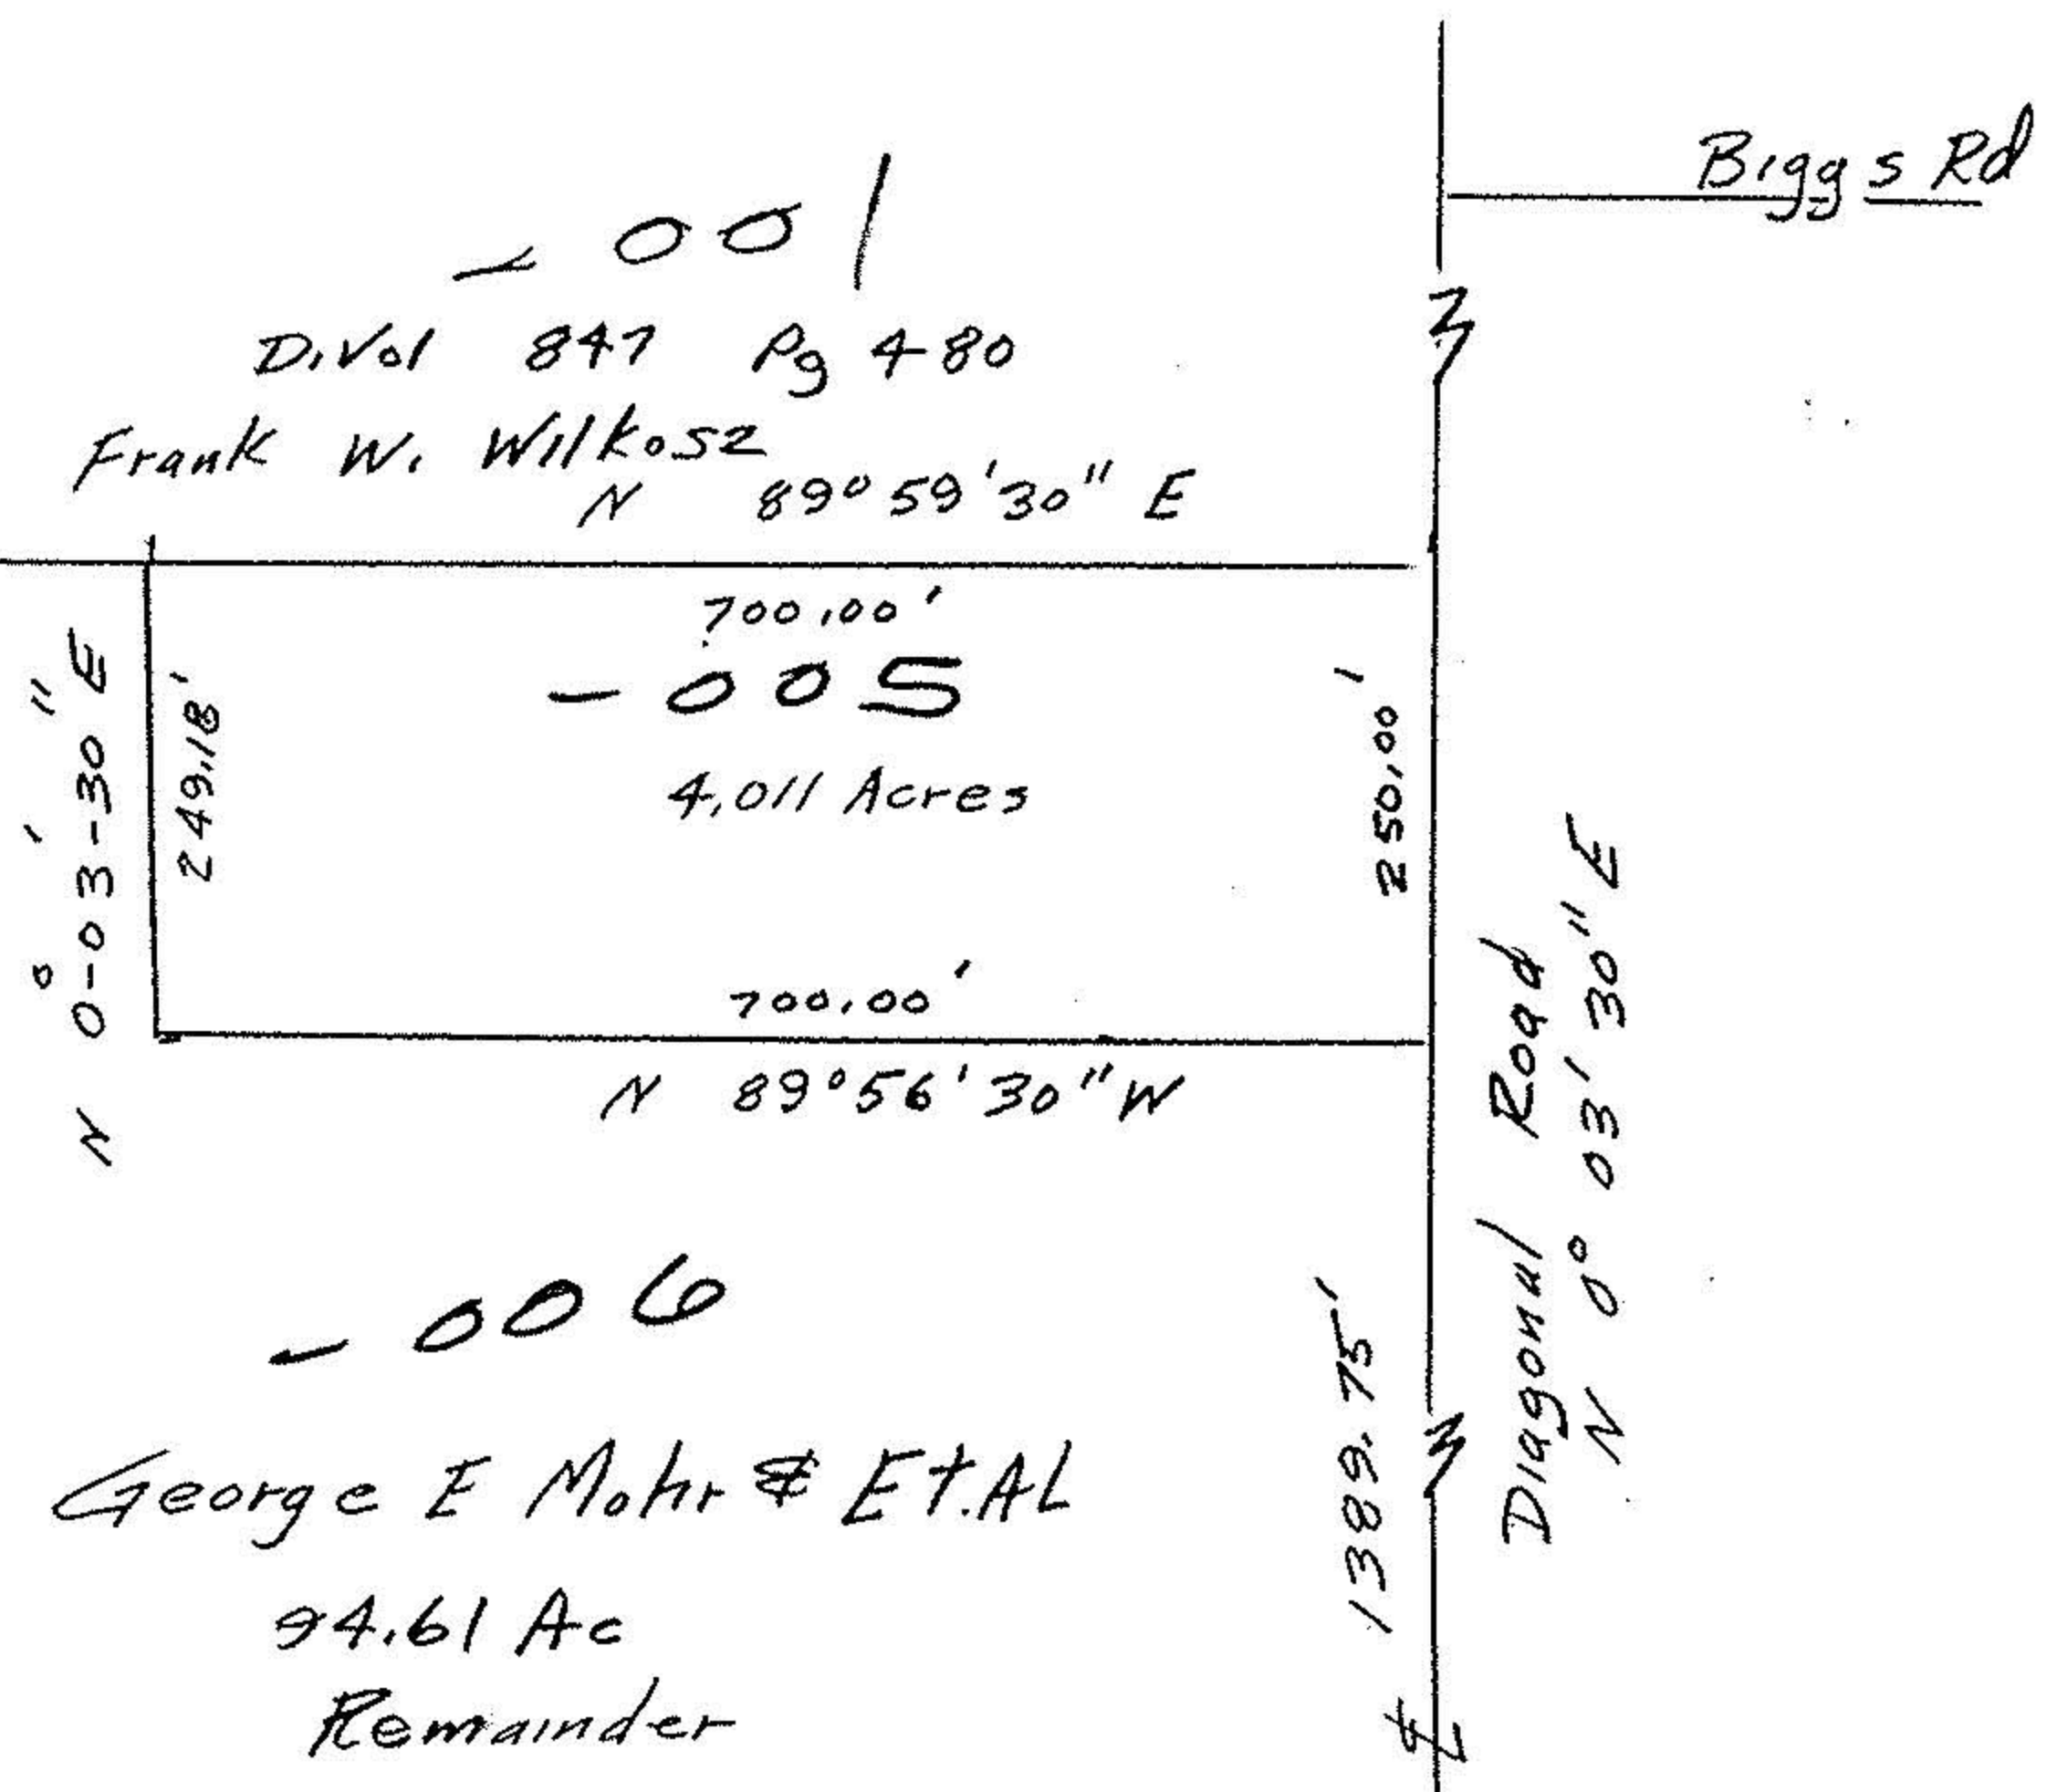 Biggs Rd
- 001
D.Vol 847 Pg 480
Frank W. Wilkosz
N 89° 59' 30" E
700.00'
- 005
4.011 Acres
N 0°-03'-30" E
249.18'
250.00'
700.00'
N 89° 56' 30" W
Diagonal Road
N 0° 03' 30" E
- 006
George E Mohr & Et.AL
94.61 Ac
Remainder
1389.75'
℄